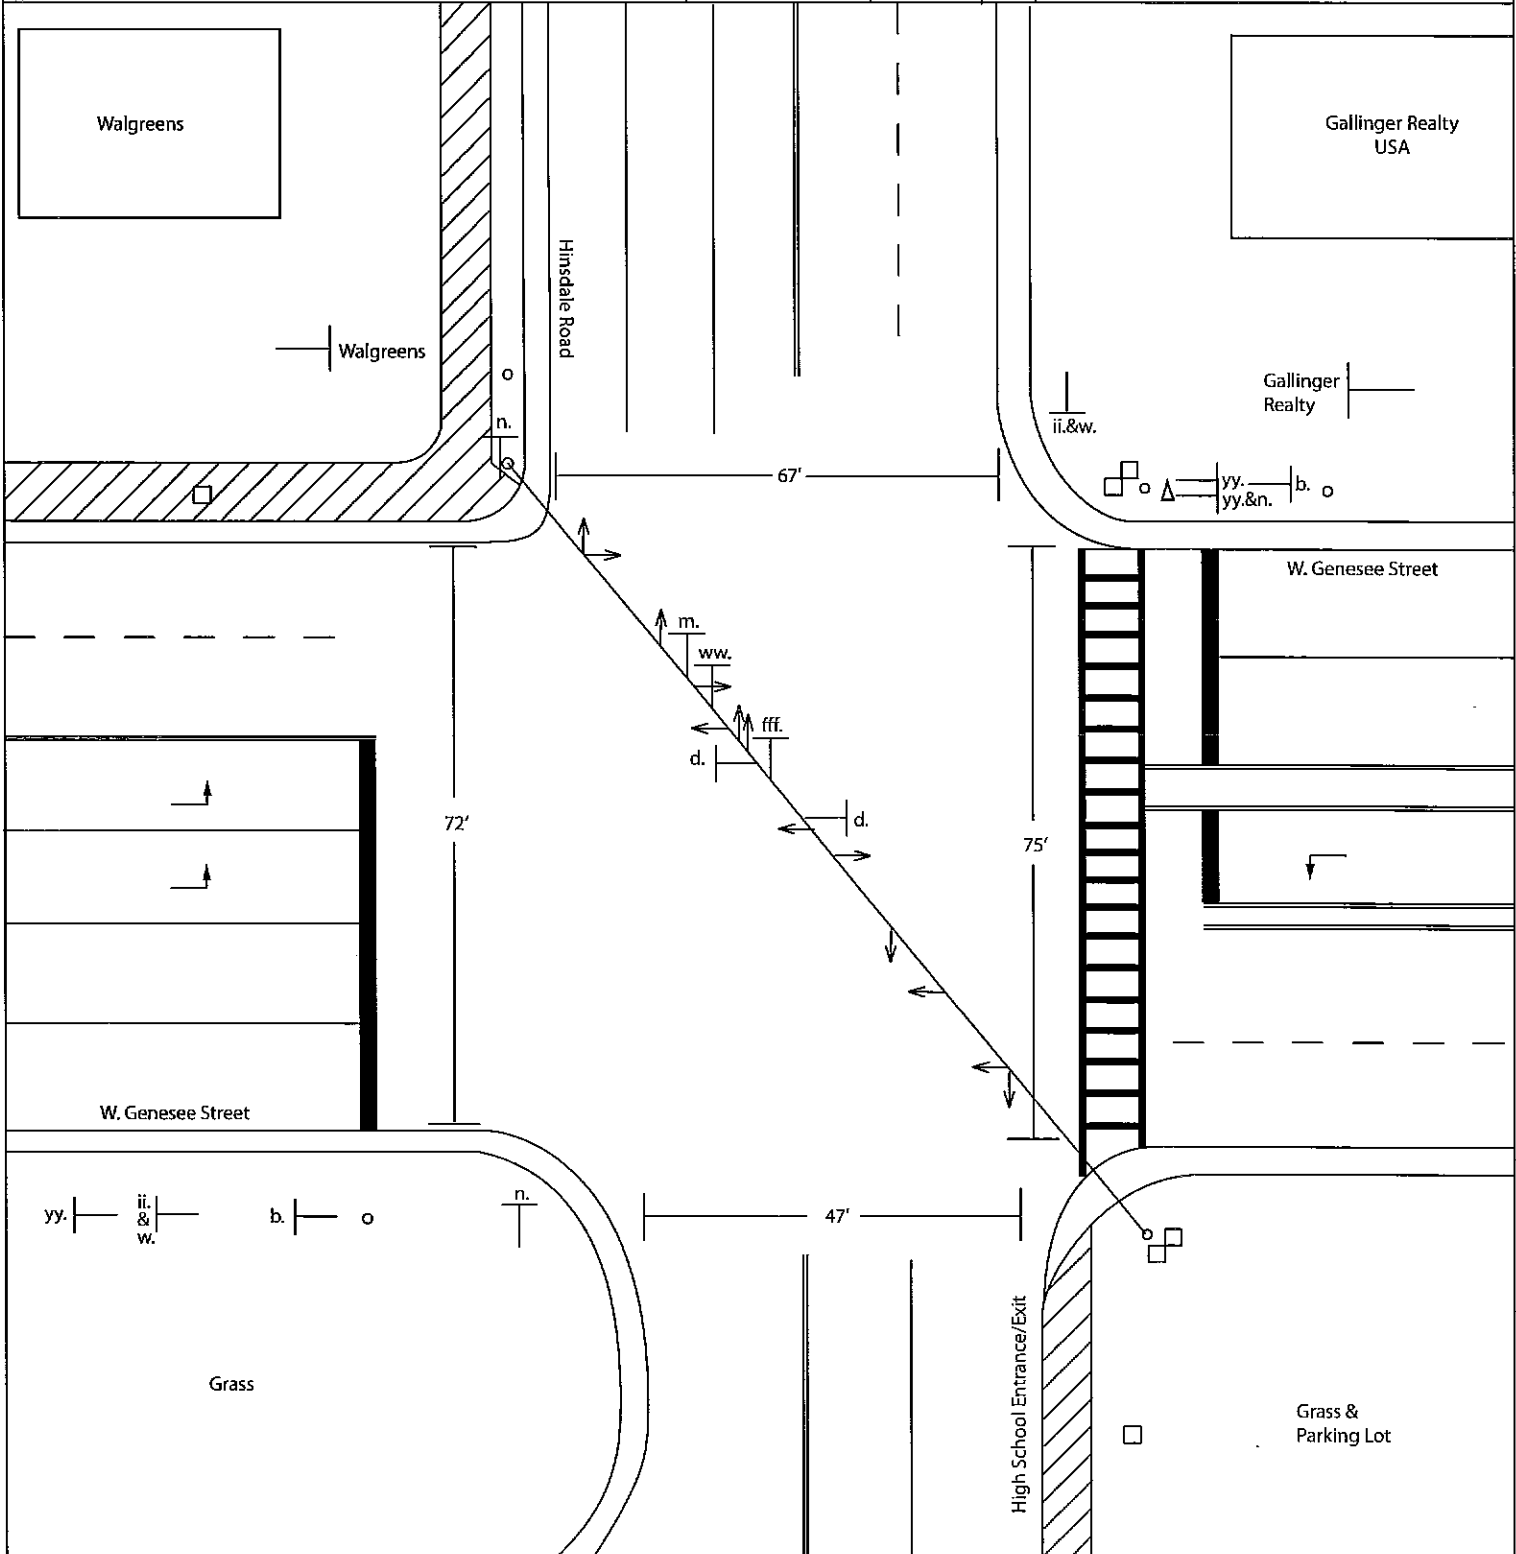 Walgreens
Gallinger Realty
USA
Hinsdale Road
Walgreens
Gallinger
Realty
n.
ii.&w.
67'
yy.
b.
yy.&n.
W. Genesee Street
m.
ww.
fff.
d.
d.
72'
75'
W. Genesee Street
yy.
ii.
&
w.
b.
n.
47'
High School Entrance/Exit
Grass
Grass &
Parking Lot